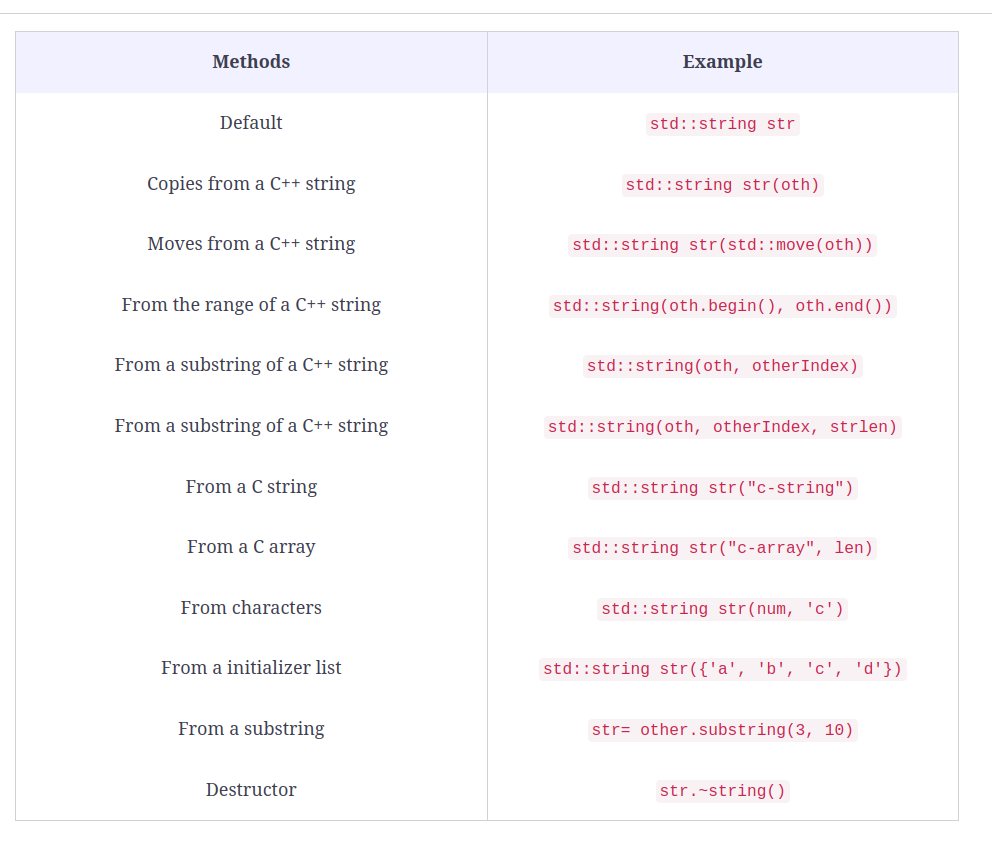 Methods Example
Default std::string str
Copies from a C++ string std::string str(oth)
Moves from a C++ string std::string str(std::move(oth))
From the range of a C++ string std::string(oth.begin(), oth.end())
From a substring of a C++ string std::string(oth, otherIndex)
From a substring of a C++ string std::string(oth, otherIndex, strlen)
From a C string std::string str("c-string")
From a C array std::string str("c-array", len)
From characters std::string str(num, 'c')
From a initializer list std::string str({'a', 'b', 'c', 'd'})
From a substring str= other.substring(3, 10)
Destructor str.~string()